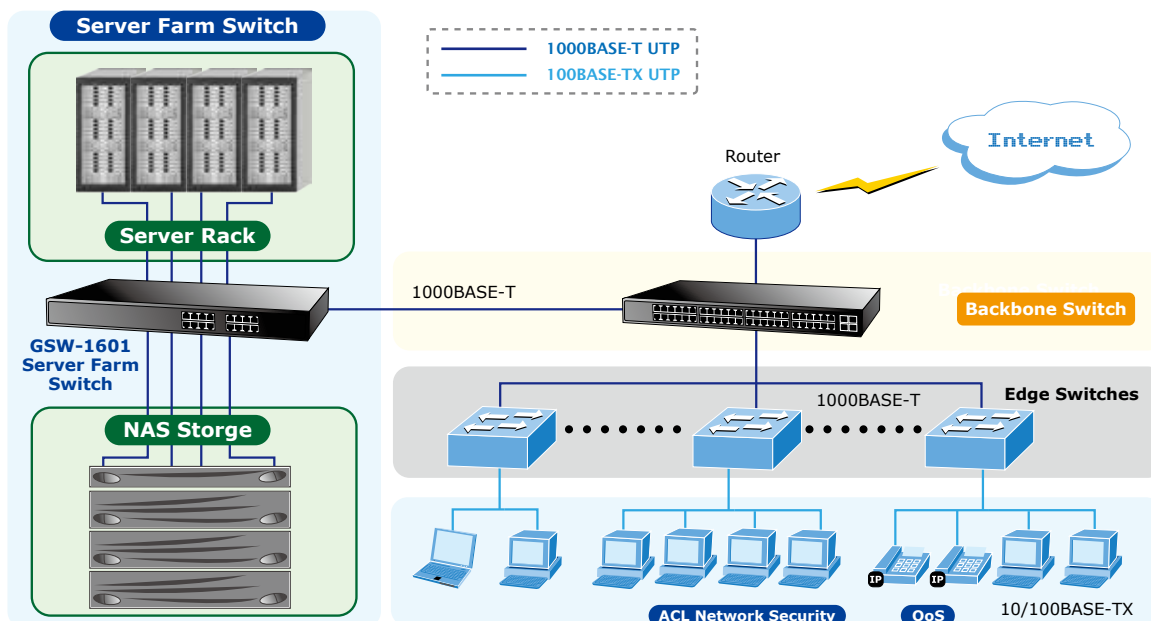 Server Farm Switch
1000BASE-T UTP
100BASE-TX UTP
Internet
Router
Server Rack
1000BASE-T
Backbone Switch
GSW-1601
Server Farm
Switch
Edge Switches
1000BASE-T
NAS Storge
IP
IP
ACL Network Security
QoS
10/100BASE-TX